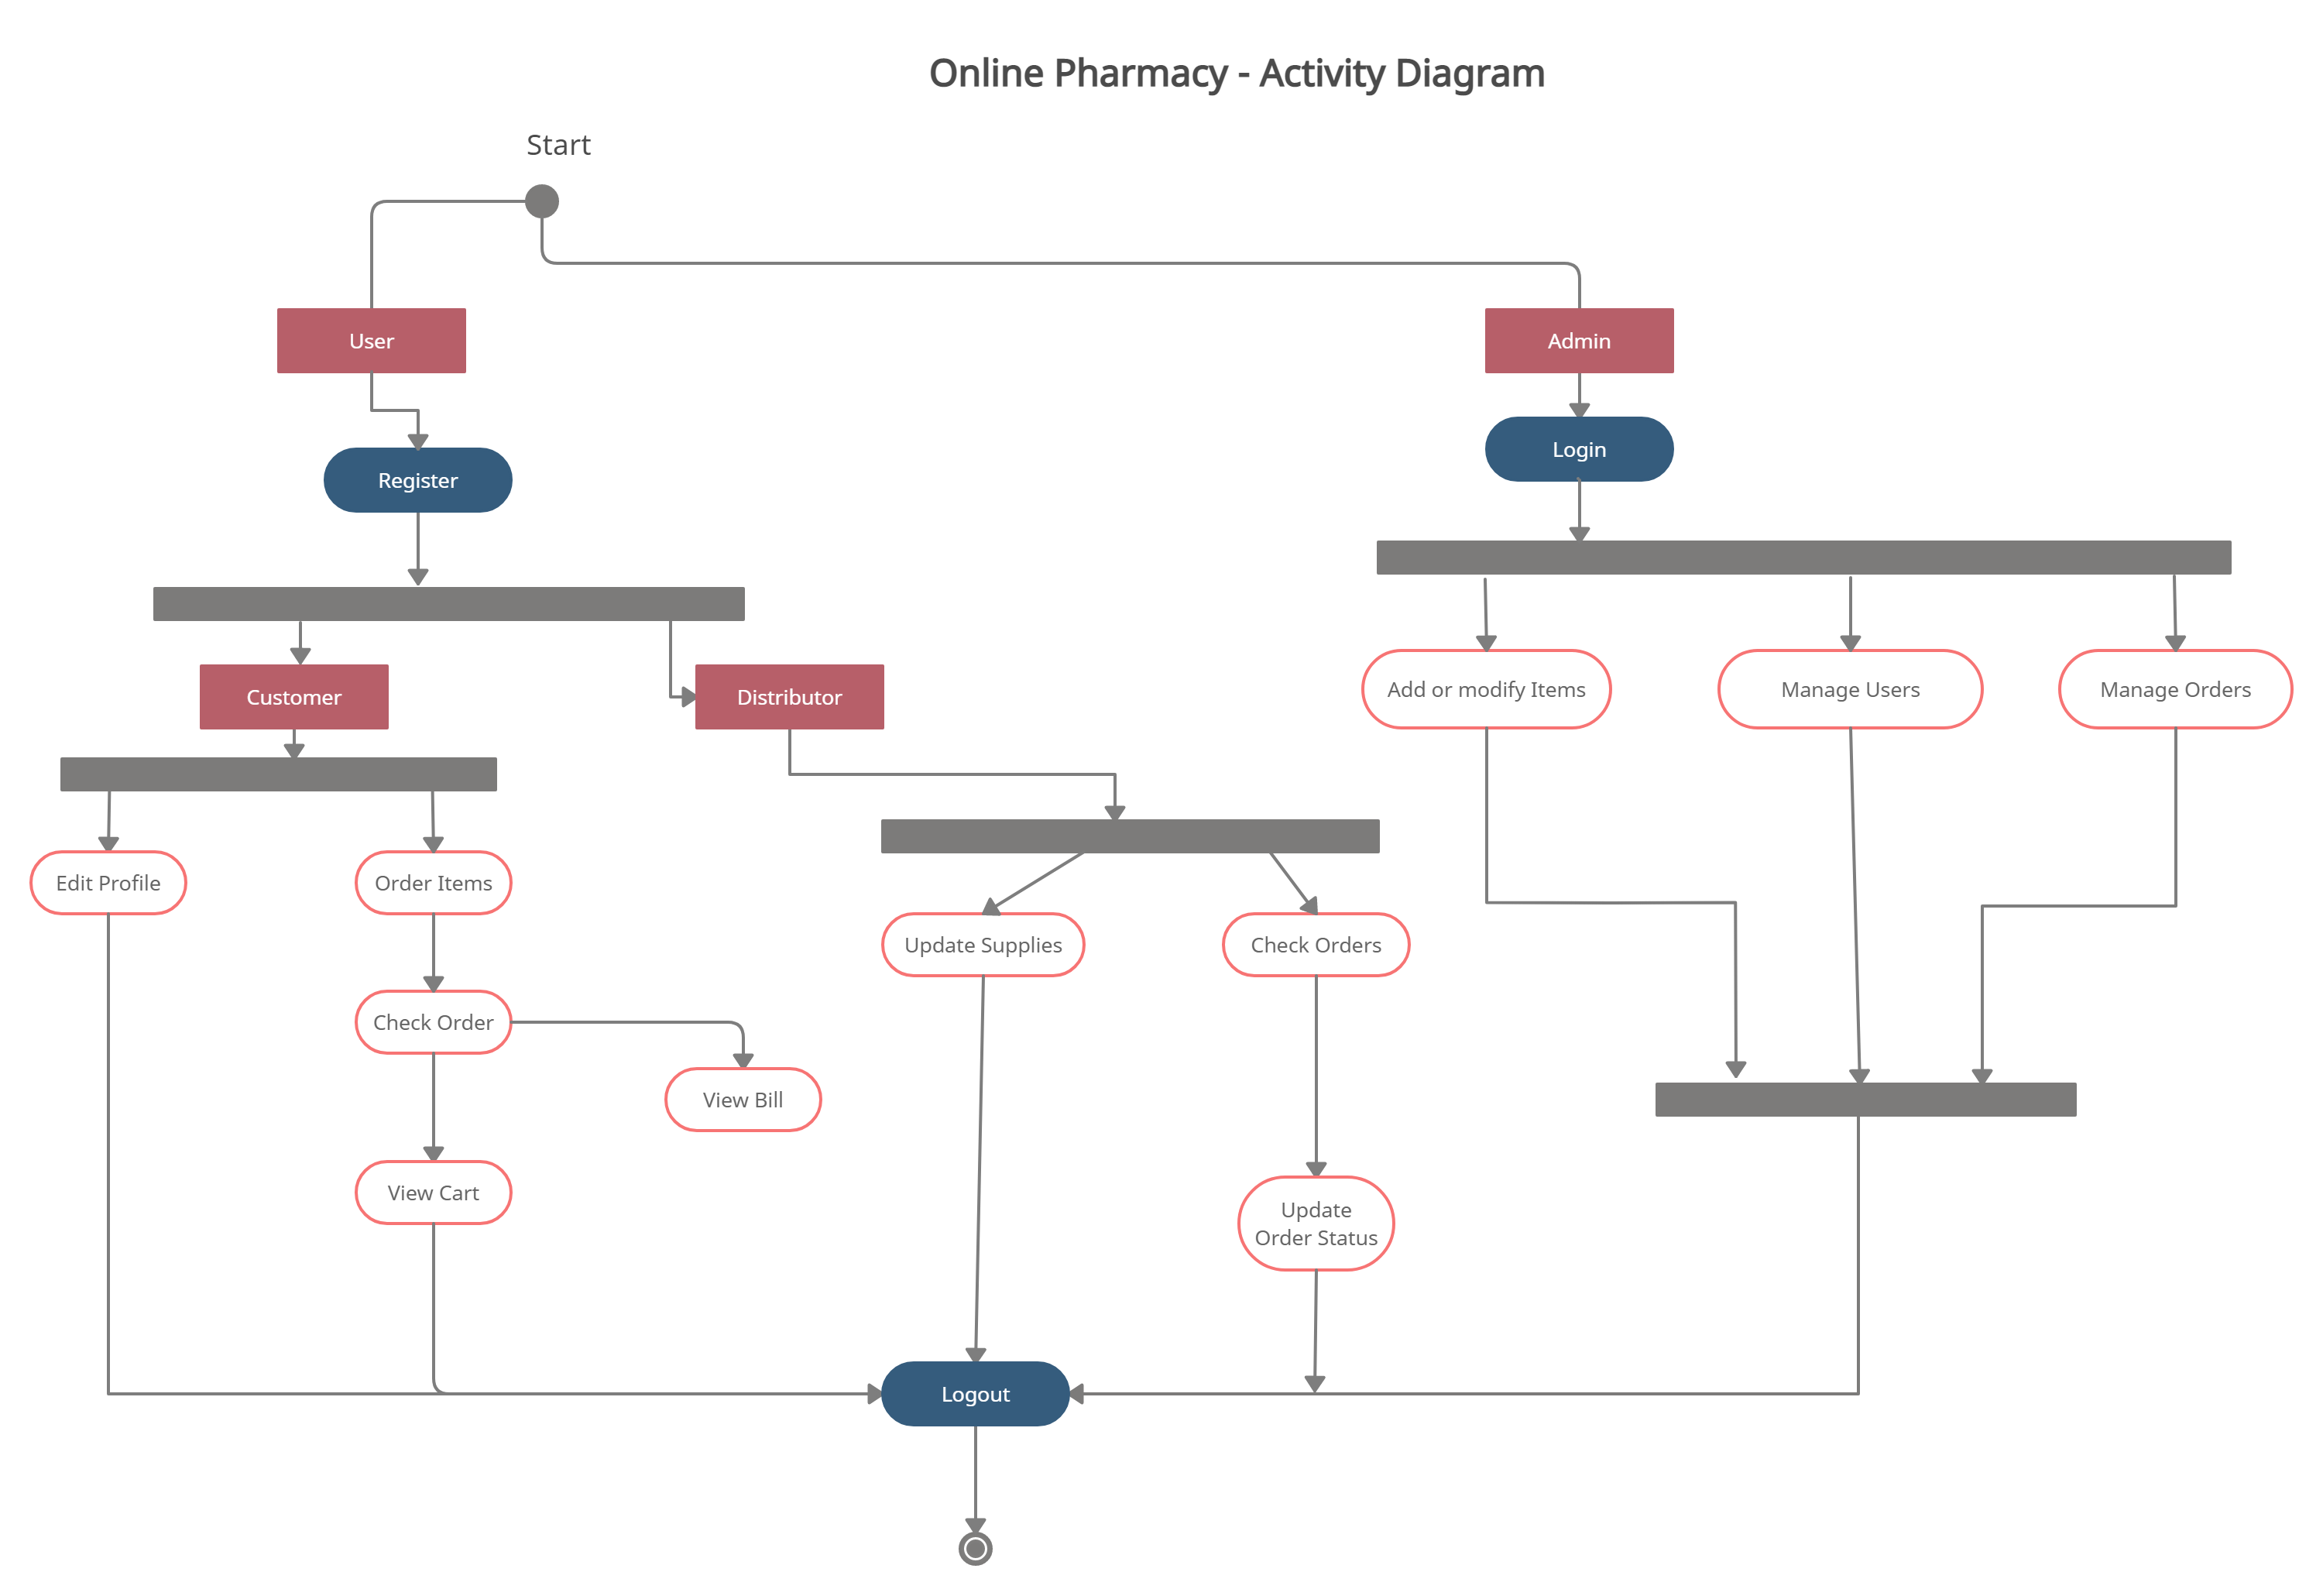 Online Pharmacy - Activity Diagram
Start
User
Admin
Login
Register
Customer
Distributor
Add or modify Items
Manage Users
Manage Orders
Edit Profile
Order Items
Update Supplies
Check Orders
Check Order
View Bill
View Cart
Update
Order Status
Logout